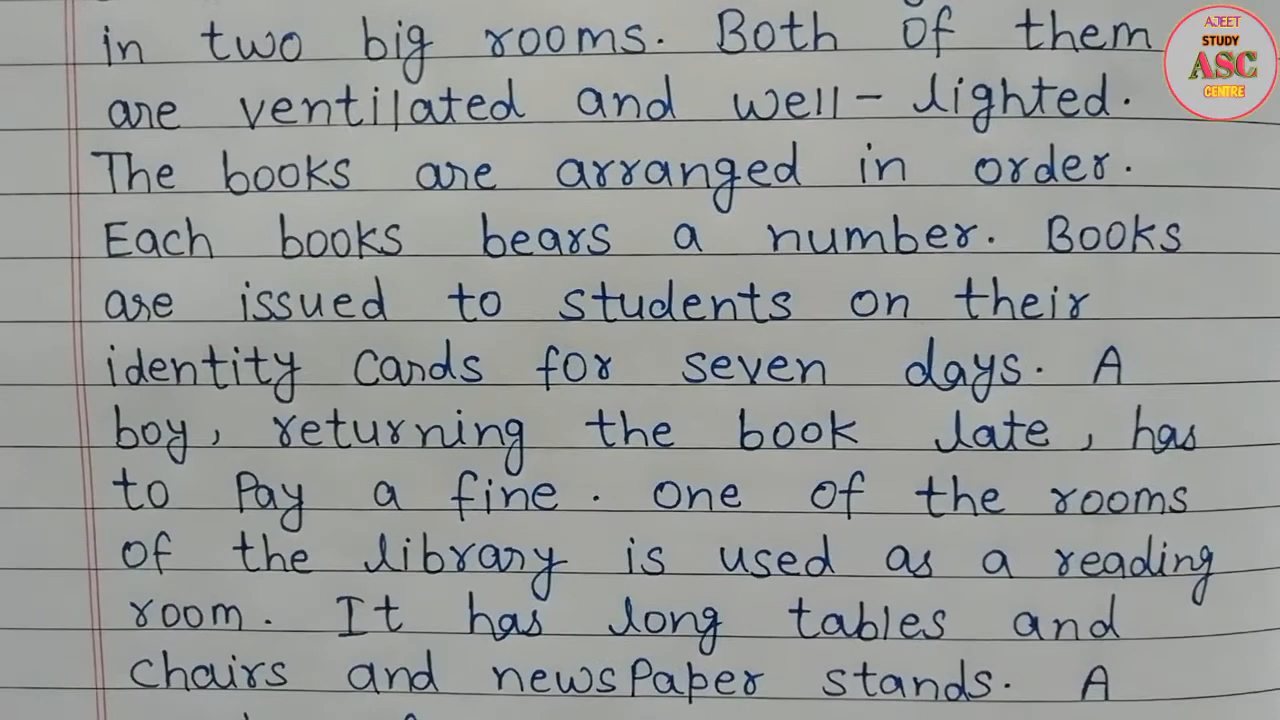 in two big rooms. Both of them
are ventilated and well-lighted.
The books are arranged in order.
Each books bears a number. Books
are issued to students on their
identity cards for seven days. A
boy, returning the book late, has
to Pay a fine. One of the rooms
of the library is used as a reading
room. It has long tables and
chairs and newspaper stands. A
AJEET
STUDY
ASC
CENTRE